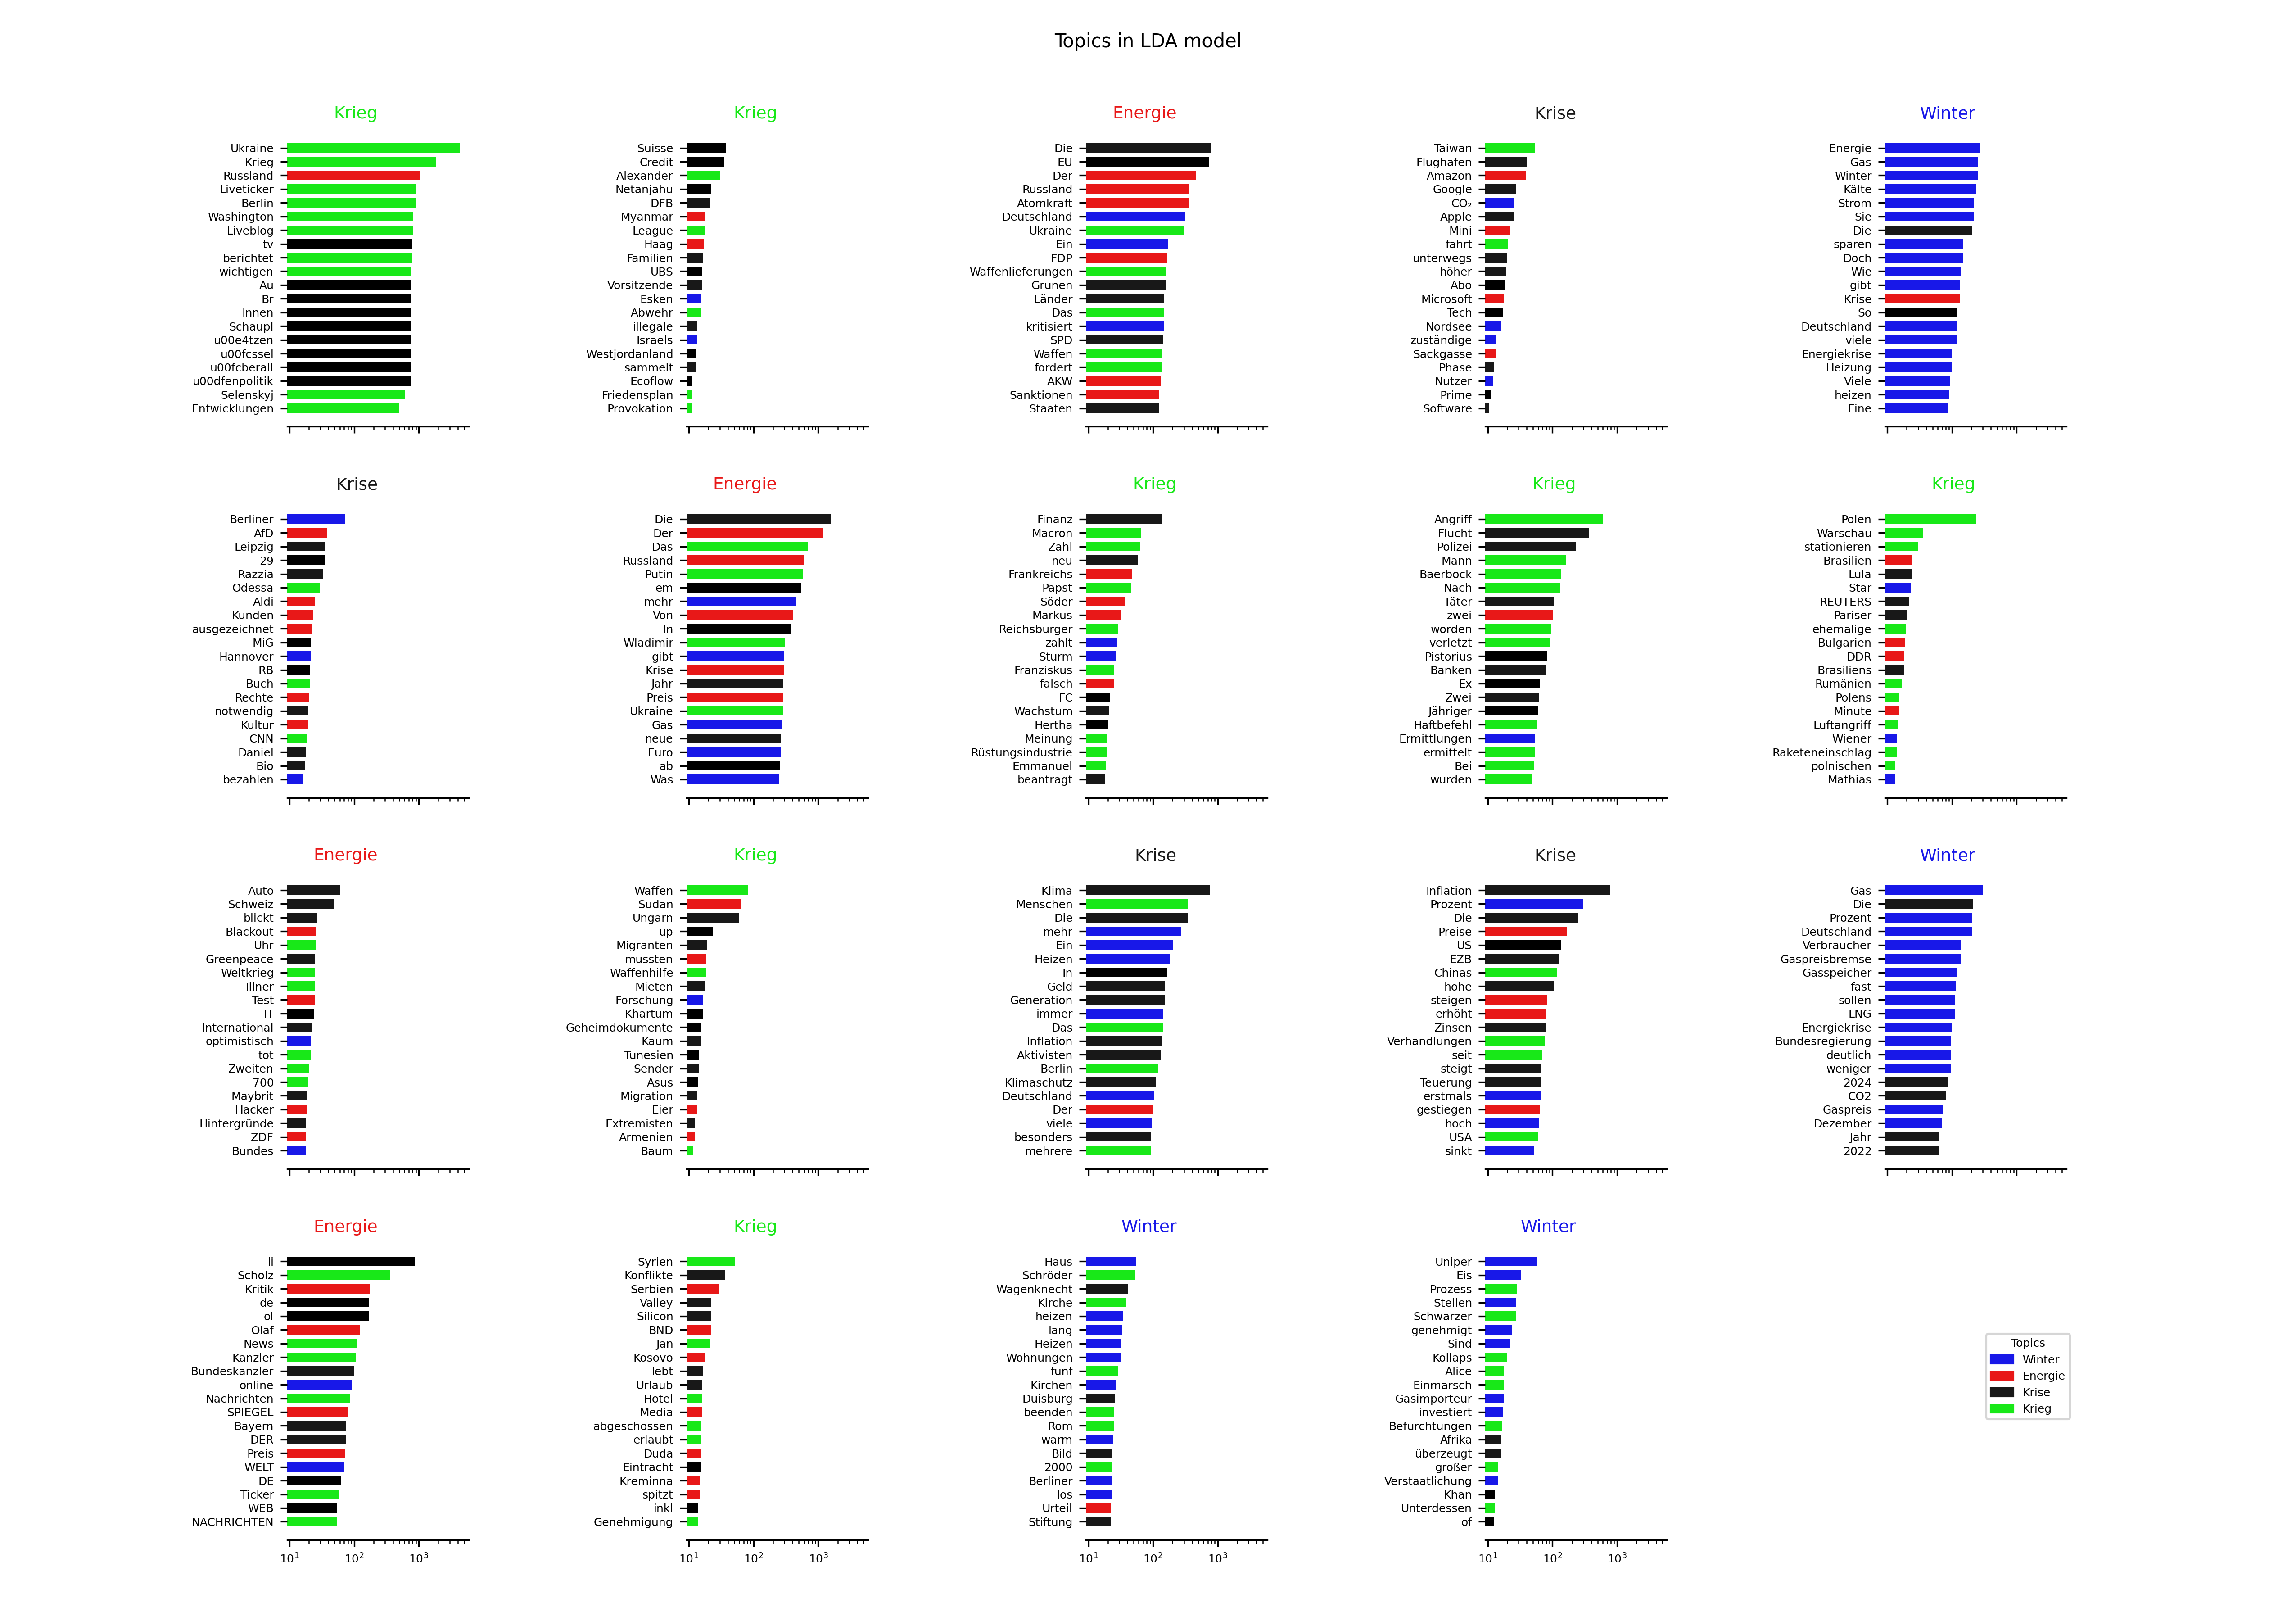 Topics in LDA model
Krieg
Ukraine
Krieg
Russland
Liveticker
Berlin
Washington
Liveblog
tv
berichtet
wichtigen
Au
Br
Innen
Schaupl
u00e4tzen
u00fcssel
u00fcberall
u00dfenpolitik
Selenskyj
Entwicklungen
Krieg
Suisse
Credit
Alexander
Netanjahu
DFB
Myanmar
League
Haag
Familien
UBS
Vorsitzende
Esken
Abwehr
illegale
Israels
Westjordanland
sammelt
Ecoflow
Friedensplan
Provokation
Energie
Die
EU
Der
Russland
Atomkraft
Deutschland
Ukraine
Ein
FDP
Waffenlieferungen
Grünen
Länder
Das
kritisiert
SPD
Waffen
fordert
AKW
Sanktionen
Staaten
Krise
Taiwan
Flughafen
Amazon
Google
CO₂
Apple
Mini
fährt
unterwegs
höher
Abo
Microsoft
Tech
Nordsee
zuständige
Sackgasse
Phase
Nutzer
Prime
Software
Winter
Energie
Gas
Winter
Kälte
Strom
Sie
Die
sparen
Doch
Wie
gibt
Krise
So
Deutschland
viele
Energiekrise
Heizung
Viele
heizen
Eine
Krise
Berliner
AfD
Leipzig
29
Razzia
Odessa
Aldi
Kunden
ausgezeichnet
MiG
Hannover
RB
Buch
Rechte
notwendig
Kultur
CNN
Daniel
Bio
bezahlen
Energie
Die
Der
Das
Russland
Putin
em
mehr
Von
In
Wladimir
gibt
Krise
Jahr
Preis
Ukraine
Gas
neue
Euro
ab
Was
Krieg
Finanz
Macron
Zahl
neu
Frankreichs
Papst
Söder
Markus
Reichsbürger
zahlt
Sturm
Franziskus
falsch
FC
Wachstum
Hertha
Meinung
Rüstungsindustrie
Emmanuel
beantragt
Krieg
Angriff
Flucht
Polizei
Mann
Baerbock
Nach
Täter
zwei
worden
verletzt
Pistorius
Banken
Ex
Zwei
Jähriger
Haftbefehl
Ermittlungen
ermittelt
Bei
wurden
Krieg
Polen
Warschau
stationieren
Brasilien
Lula
Star
REUTERS
Pariser
ehemalige
Bulgarien
DDR
Brasiliens
Rumänien
Polens
Minute
Luftangriff
Wiener
Raketeneinschlag
polnischen
Mathias
Energie
Auto
Schweiz
blickt
Blackout
Uhr
Greenpeace
Weltkrieg
Illner
Test
IT
International
optimistisch
tot
Zweiten
700
Maybrit
Hacker
Hintergründe
ZDF
Bundes
Krieg
Waffen
Sudan
Ungarn
up
Migranten
mussten
Waffenhilfe
Mieten
Forschung
Khartum
Geheimdokumente
Kaum
Tunesien
Sender
Asus
Migration
Eier
Extremisten
Armenien
Baum
Krise
Klima
Menschen
Die
mehr
Ein
Heizen
In
Geld
Generation
immer
Das
Inflation
Aktivisten
Berlin
Klimaschutz
Deutschland
Der
viele
besonders
mehrere
Krise
Inflation
Prozent
Die
Preise
US
EZB
Chinas
hohe
steigen
erhöht
Zinsen
Verhandlungen
seit
steigt
Teuerung
erstmals
gestiegen
hoch
USA
sinkt
Winter
Gas
Die
Prozent
Deutschland
Verbraucher
Gaspreisbremse
Gasspeicher
fast
sollen
LNG
Energiekrise
Bundesregierung
deutlich
weniger
2024
CO2
Gaspreis
Dezember
Jahr
2022
Energie
li
Scholz
Kritik
de
ol
Olaf
News
Kanzler
Bundeskanzler
online
Nachrichten
SPIEGEL
Bayern
DER
Preis
WELT
DE
Ticker
WEB
NACHRICHTEN
10¹ 10² 10³
Krieg
Syrien
Konflikte
Serbien
Valley
Silicon
BND
Jan
Kosovo
lebt
Urlaub
Hotel
Media
abgeschossen
erlaubt
Duda
Eintracht
Kreminna
spitzt
inkl
Genehmigung
10¹ 10² 10³
Winter
Haus
Schröder
Wagenknecht
Kirche
heizen
lang
Heizen
Wohnungen
fünf
Kirchen
Duisburg
beenden
Rom
warm
Bild
2000
Berliner
los
Urteil
Stiftung
10¹ 10² 10³
Winter
Uniper
Eis
Prozess
Stellen
Schwarzer
genehmigt
Sind
Kollaps
Alice
Einmarsch
Gasimporteur
investiert
Befürchtungen
Afrika
überzeugt
größer
Verstaatlichung
Khan
Unterdessen
of
10¹ 10² 10³
Topics
Winter
Energie
Krise
Krieg